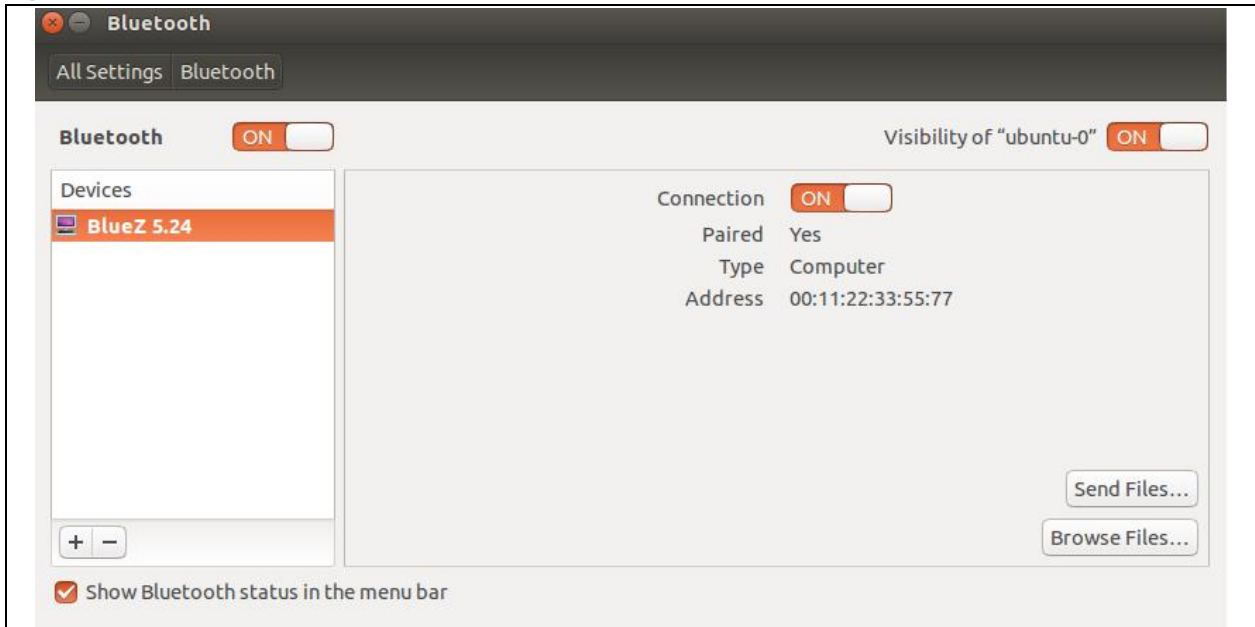 Bluetooth
All Settings Bluetooth
Bluetooth ON
Visibility of “ubuntu-0” ON
Devices
BlueZ 5.24
Connection ON
Paired Yes
Type Computer
Address 00:11:22:33:55:77
Send Files...
Browse Files...
+ −
Show Bluetooth status in the menu bar